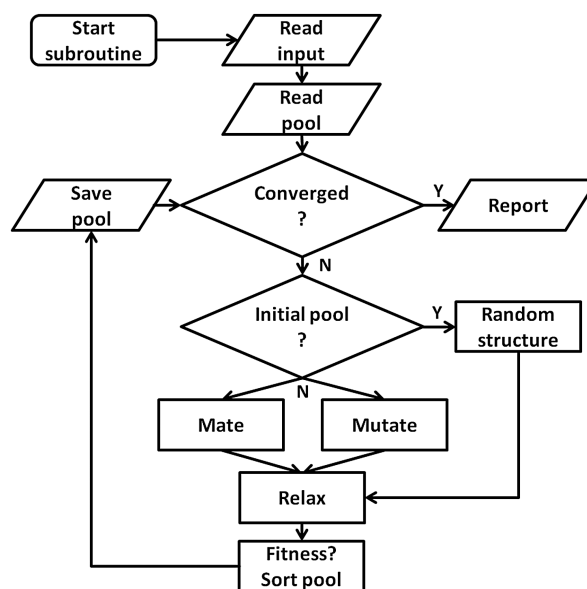 Start
subroutine
Read
input
Read
pool
Save
pool
Converged
?
Y
Report
N
Initial pool
?
Y
Random
structure
N
Mate
Mutate
Relax
Fitness?
Sort pool